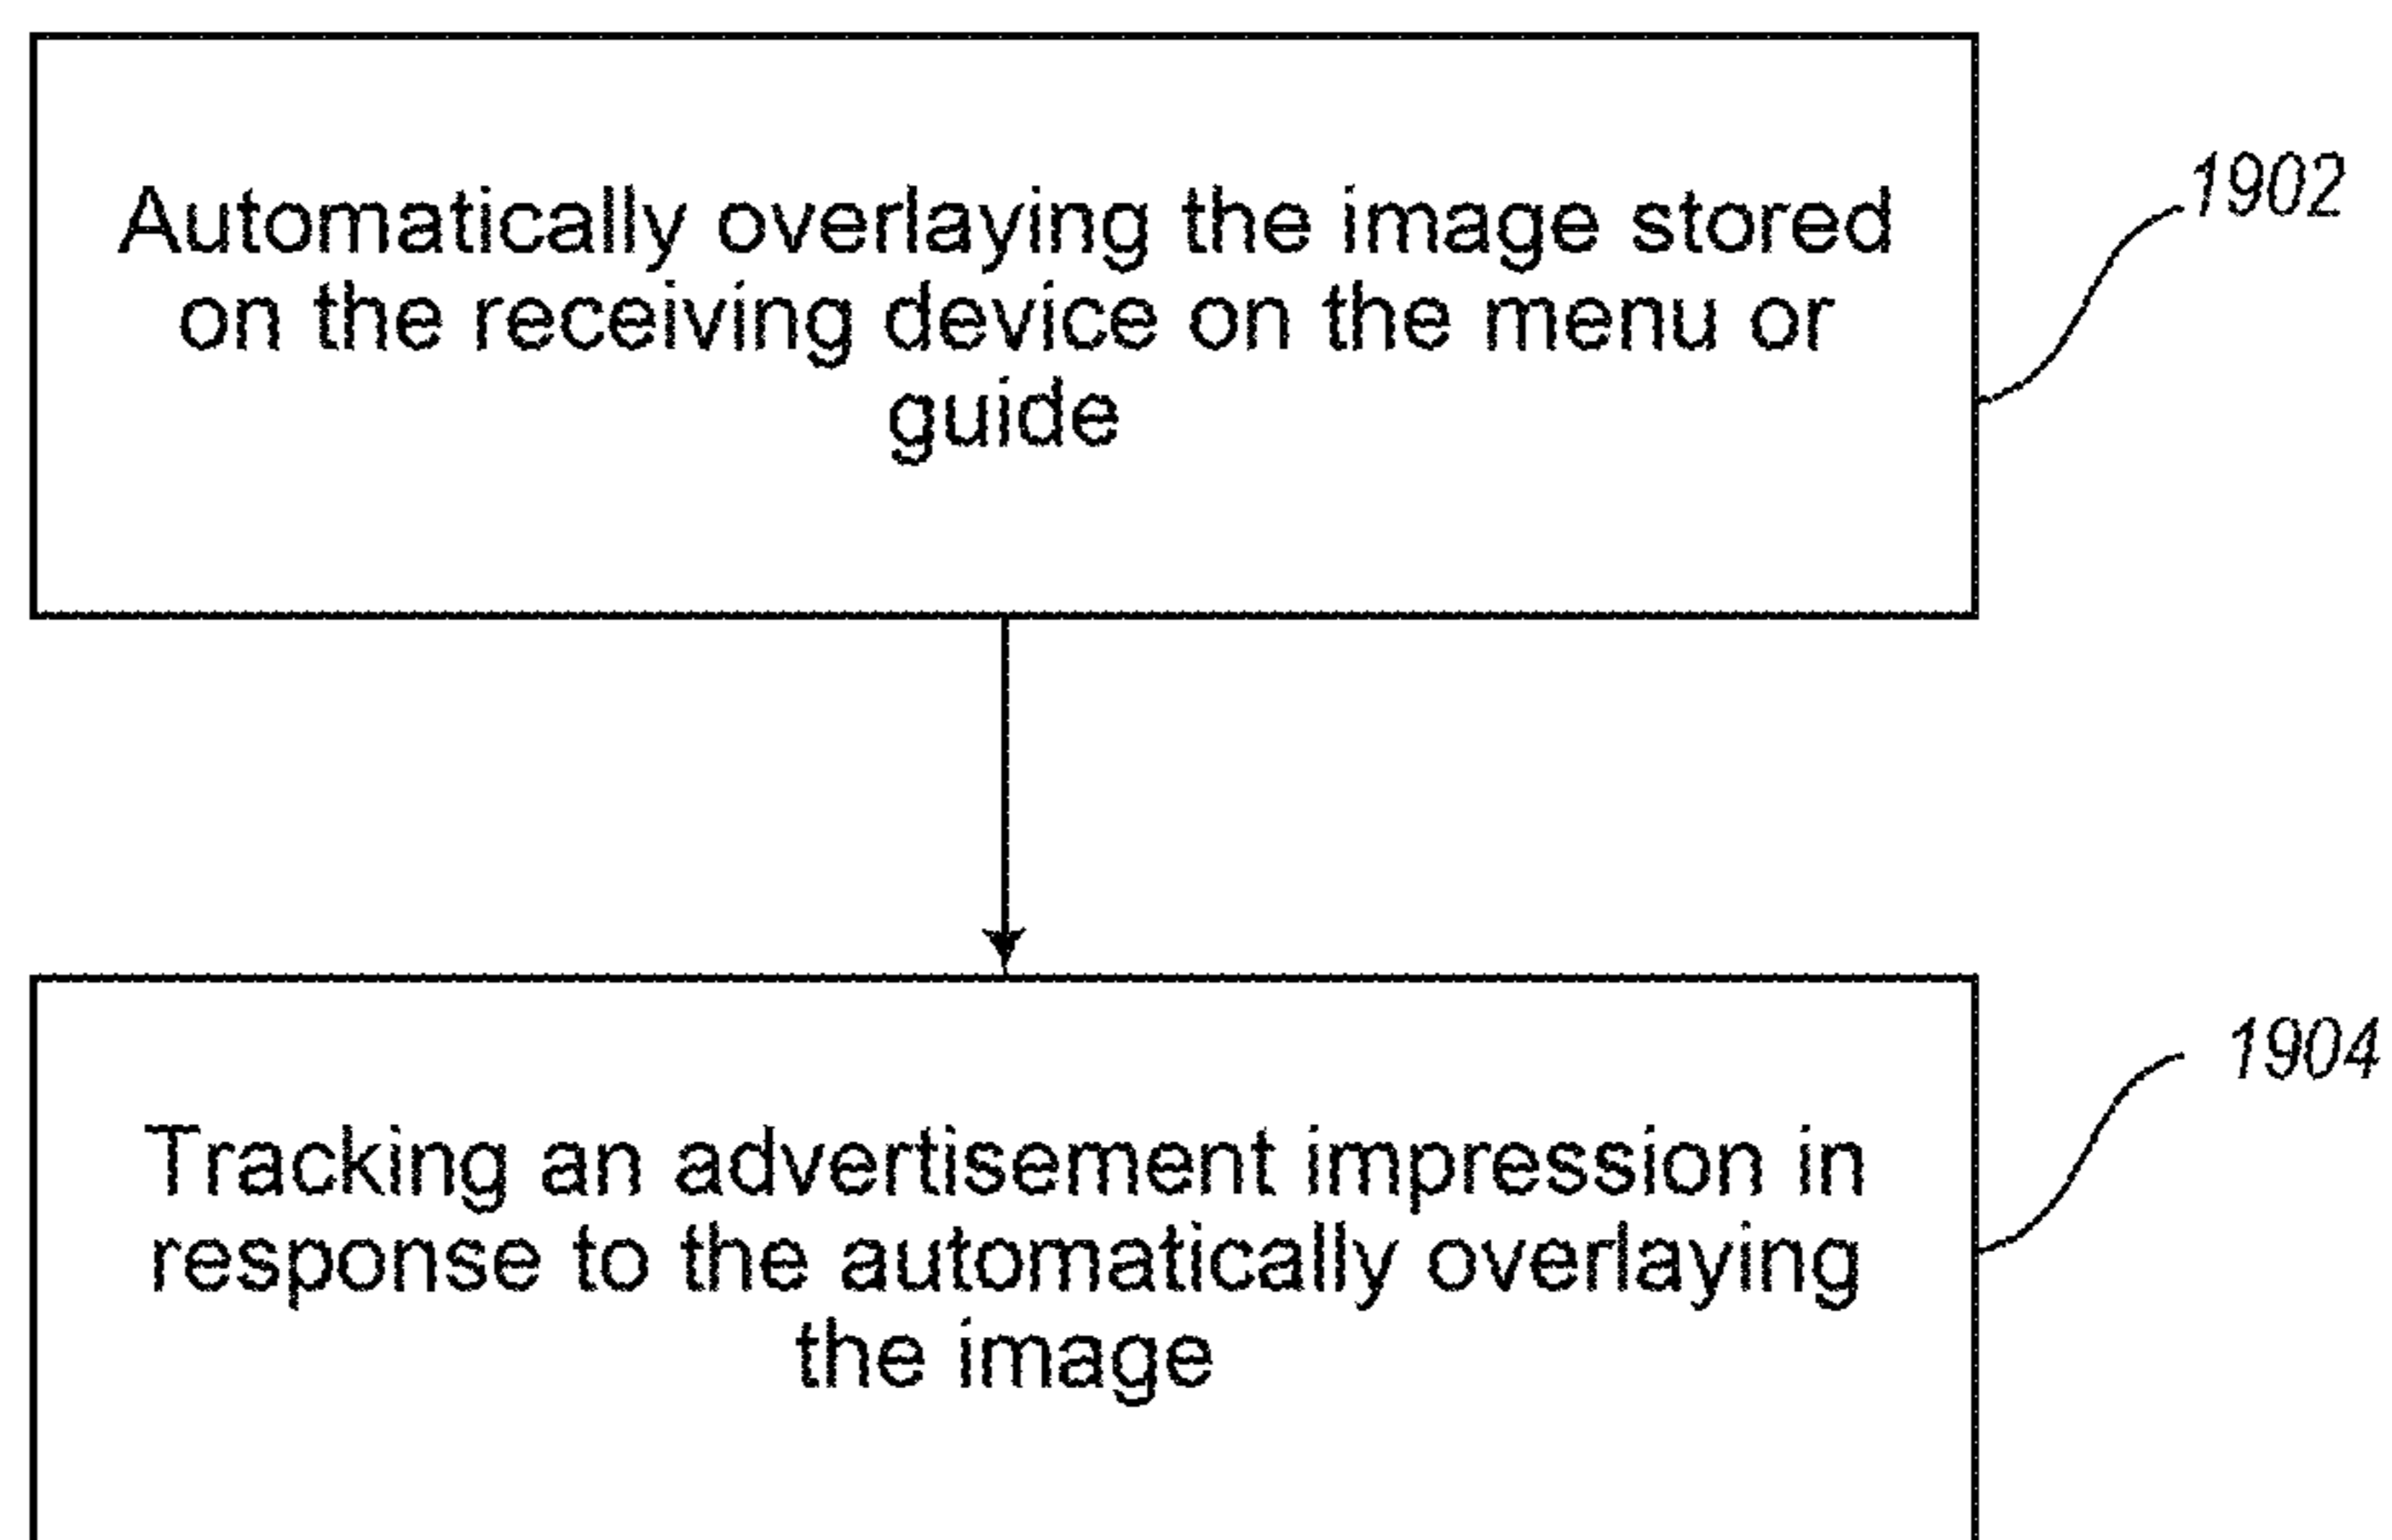 Automatically overlaying the image stored
on the receiving device on the menu or
guide
1902
Tracking an advertisement impression in
response to the automatically overlaying
the image
1904